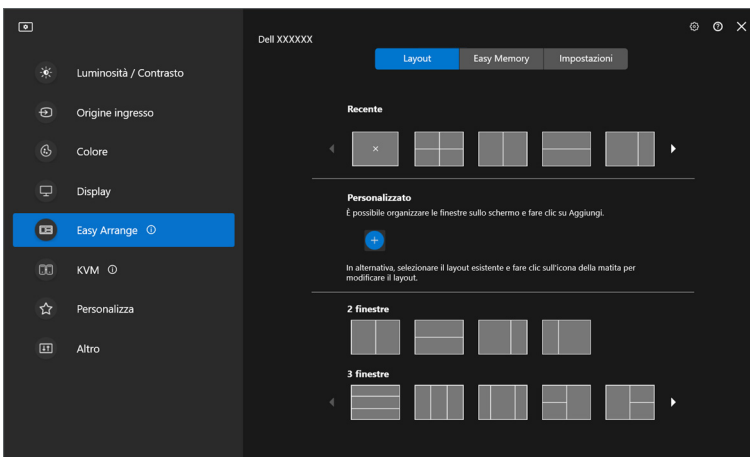 Dell XXXXXX
Layout
Easy Memory
Impostazioni
Luminosità / Contrasto
Origine ingresso
Colore
Display
Easy Arrange
KVM
Personalizza
Altro
Recente
Personalizzato
È possibile organizzare le finestre sullo schermo e fare clic su Aggiungi.
In alternativa, selezionare il layout esistente e fare clic sull'icona della matita per
modificare il layout.
2 finestre
3 finestre